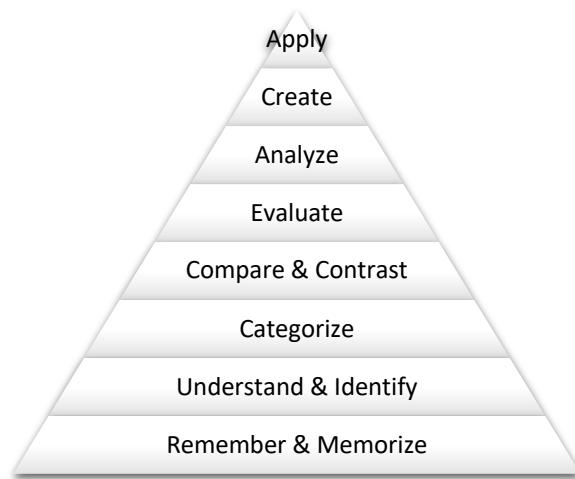 Apply
Create
Analyze
Evaluate
Compare & Contrast
Categorize
Understand & Identify
Remember & Memorize